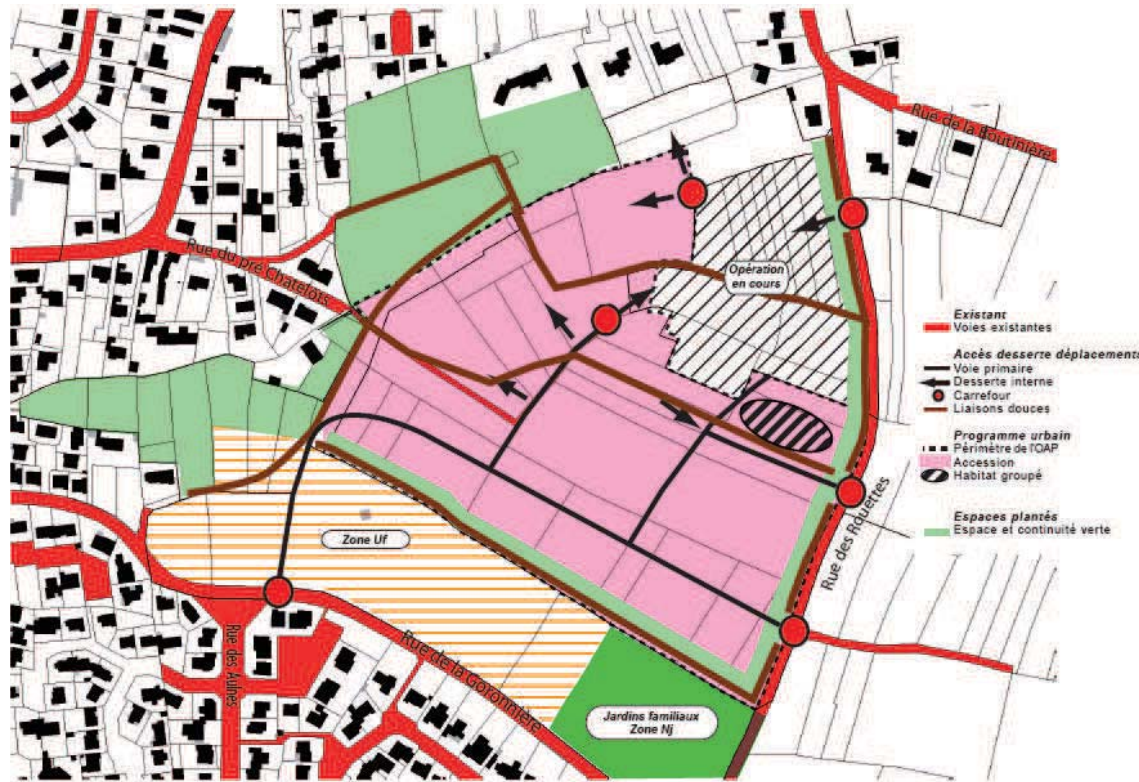 Rue de la Boutinière
Rue du pré Chatelois
Opération
en cours
Existant
Voies existantes
Accès desserte déplacements
Voie primaire
Desserte interne
Carrefour
Liaisons douces
Programme urbain
Périmètre de l'OAP
Accession
Habitat groupé
Espaces plantés
Espace et continuité verte
Rue des Rouettes
Zone Uf
Rue des Aulnes
Rue de la Goronnière
Jardins familiaux
Zone Nj